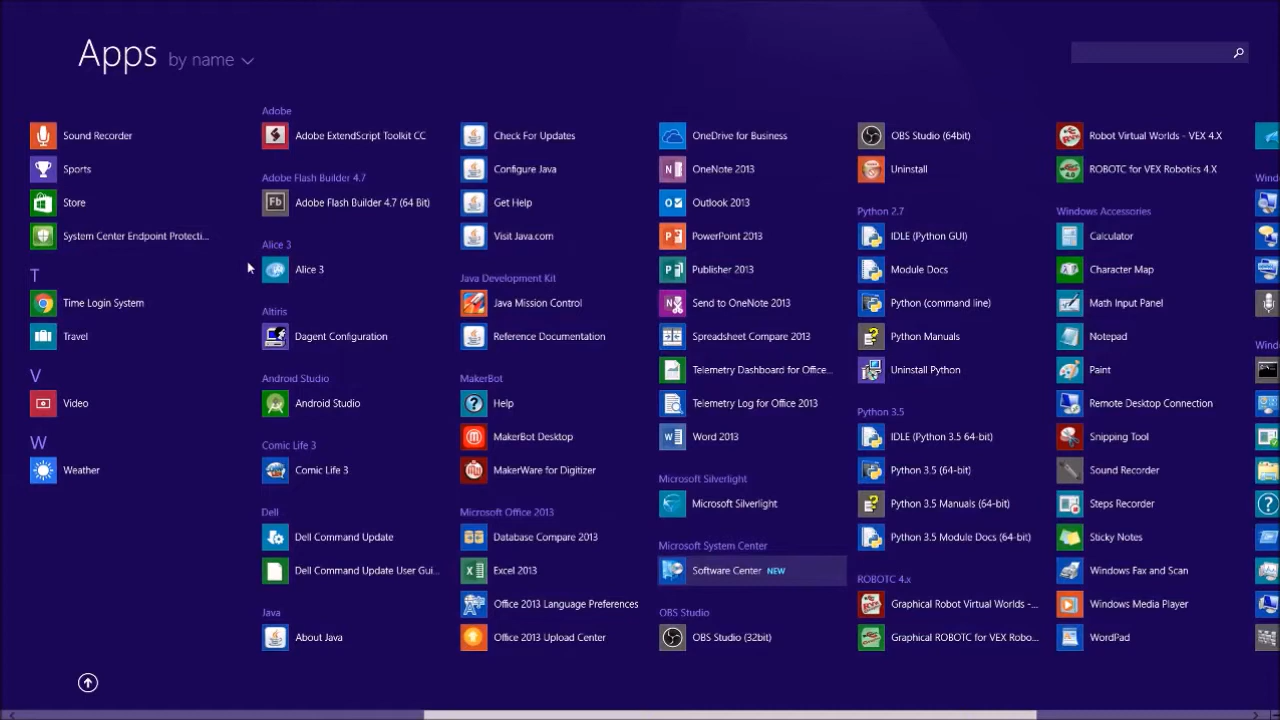 Apps by name
Sound Recorder
Sports
Store
System Center Endpoint Protecti...
T
Time Login System
Travel
V
Video
W
Weather
Adobe
Adobe ExtendScript Toolkit CC
Adobe Flash Builder 4.7
Fb
Adobe Flash Builder 4.7 (64 Bit)
Alice 3
Alice 3
Altiris
Dagent Configuration
Android Studio
Android Studio
Comic Life 3
Comic Life 3
Dell
Dell Command Update
Dell Command Update User Gui...
Java
About Java
Check For Updates
Configure Java
Get Help
Visit Java.com
Java Development Kit
Java Mission Control
Reference Documentation
MakerBot
Help
MakerBot Desktop
MakerWare for Digitizer
Microsoft Office 2013
Database Compare 2013
Excel 2013
Office 2013 Language Preferences
Office 2013 Upload Center
OneDrive for Business
OneNote 2013
Outlook 2013
PowerPoint 2013
Publisher 2013
Send to OneNote 2013
Spreadsheet Compare 2013
Telemetry Dashboard for Office...
Telemetry Log for Office 2013
Word 2013
Microsoft Silverlight
Microsoft Silverlight
Microsoft System Center
Software Center NEW
OBS Studio
OBS Studio (32bit)
OBS Studio (64bit)
Uninstall
Python 2.7
IDLE (Python GUI)
Module Docs
Python (command line)
Python Manuals
Uninstall Python
Python 3.5
IDLE (Python 3.5 64-bit)
Python 3.5 (64-bit)
Python 3.5 Manuals (64-bit)
Python 3.5 Module Docs (64-bit)
ROBOTC 4.x
Graphical Robot Virtual Worlds -...
Graphical ROBOTC for VEX Robo...
Robot Virtual Worlds - VEX 4.X
ROBOTC for VEX Robotics 4.X
Windows Accessories
Calculator
Character Map
Math Input Panel
Notepad
Paint
Remote Desktop Connection
Snipping Tool
Sound Recorder
Steps Recorder
Sticky Notes
Windows Fax and Scan
Windows Media Player
WordPad
Windo
Windo